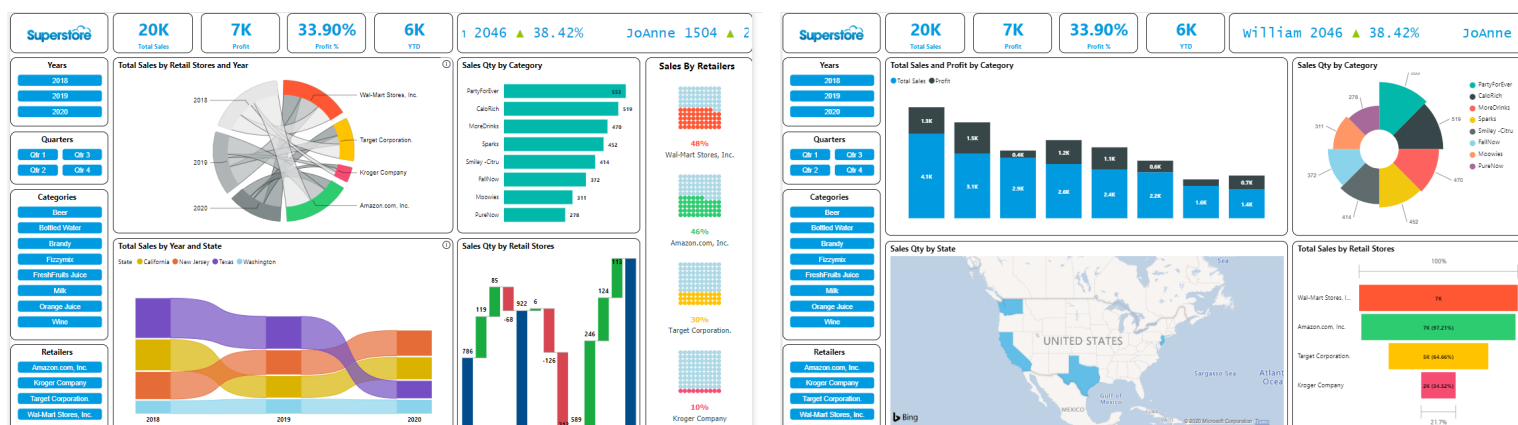 Superstore
20K
Total Sales
7K
Profit
33.90%
Profit %
6K
YTD
2046 ▲ 38.42% JoAnne 1504 ▲
Years
2018
2019
2020
Quarters
Qtr 1 Qtr 3
Qtr 2 Qtr 4
Categories
Beer
Bottled Water
Brandy
Fizzymix
FreshFruits Juice
Milk
Orange Juice
Wine
Retailers
Amazon.com, Inc.
Kroger Company
Target Corporation.
Wal-Mart Stores, Inc.
Total Sales by Retail Stores and Year
2018
2019
2020
Wal-Mart Stores, Inc.
Target Corporation.
Kroger Company
Amazon.com, Inc.
Sales Qty by Category
PartyForEver 553
CaloRich 519
MoreDrinks 470
Sparks 452
Smiley -Citru 414
FallNow 372
Moowies 311
PureNow 278
Sales By Retailers
48%
Wal-Mart Stores, Inc.
46%
Amazon.com, Inc.
30%
Target Corporation.
10%
Kroger Company
Total Sales by Year and State
State California New Jersey Texas Washington
2018 2019 2020
Sales Qty by Retail Stores
786
119
85
-68
922
6
-126
589
246
124
113
Superstore
20K
Total Sales
7K
Profit
33.90%
Profit %
6K
YTD
William 2046 ▲ 38.42% JoAnne
Years
2018
2019
2020
Quarters
Qtr 1 Qtr 3
Qtr 2 Qtr 4
Categories
Beer
Bottled Water
Brandy
Fizzymix
FreshFruits Juice
Milk
Orange Juice
Wine
Retailers
Amazon.com, Inc.
Kroger Company
Target Corporation.
Wal-Mart Stores, Inc.
Total Sales and Profit by Category
Total Sales Profit
1.3K 1.5K 0.4K 1.2K 1.1K 0.6K 0.7K
4.1K 3.1K 2.9K 2.6K 2.4K 2.2K 1.6K 1.4K
Sales Qty by Category
519
470
452
414
372
311
278
PartyForEver
CaloRich
MoreDrinks
Sparks
Smiley -Citru
FallNow
Moowies
PureNow
Sales Qty by State
Sea
UNITED STATES
Sargasso Sea
Atlant
Ocea
Gulf of
Mexico
MEXICO
Bing
© 2020 Microsoft Corporation Terms
Total Sales by Retail Stores
100%
Wal-Mart Stores, I... 7K
Amazon.com, Inc. 7K (97.21%)
Target Corporation. 5K (64.66%)
Kroger Company
21.7%